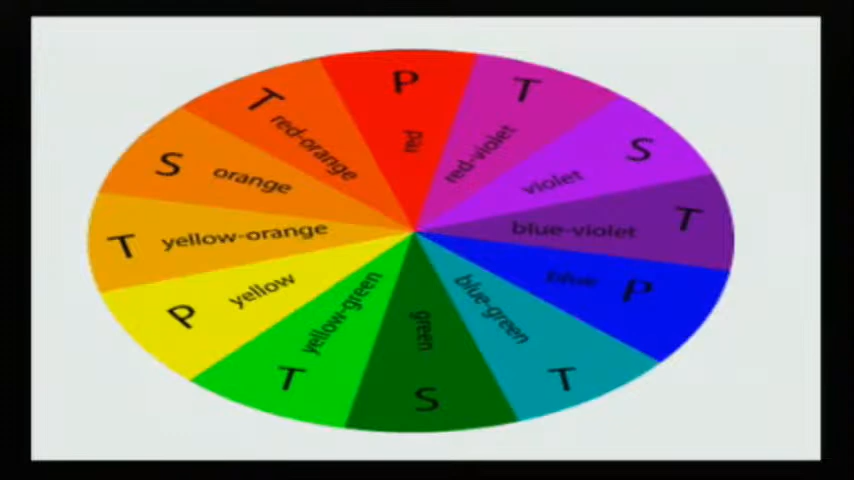 P
red
T
red-violet
S
violet
T
blue-violet
P
blue
T
blue-green
S
green
T
yellow-green
P
yellow
T
yellow-orange
S
orange
T
red-orange